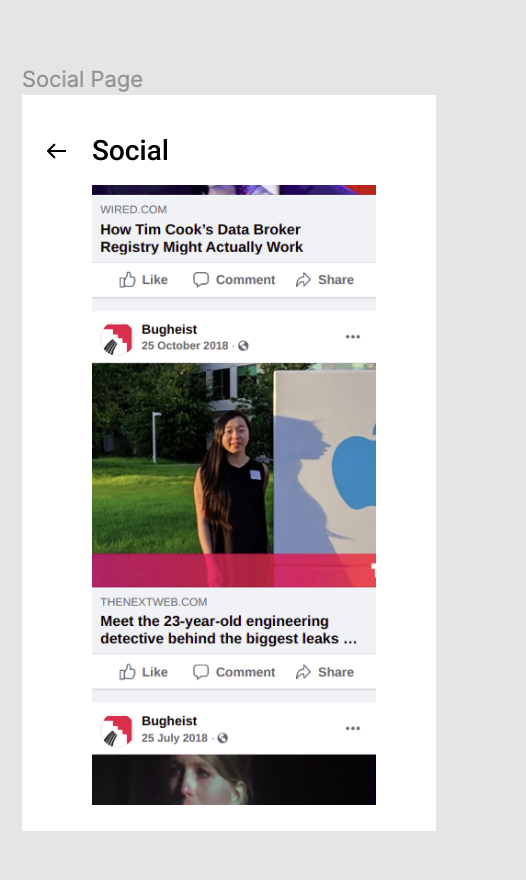 Social Page
Social
WIRED.COM
How Tim Cook’s Data Broker
Registry Might Actually Work
Like Comment Share
Bugheist
25 October 2018 ·
THENEXTWEB.COM
Meet the 23-year-old engineering
detective behind the biggest leaks …
Like Comment Share
Bugheist
25 July 2018 ·